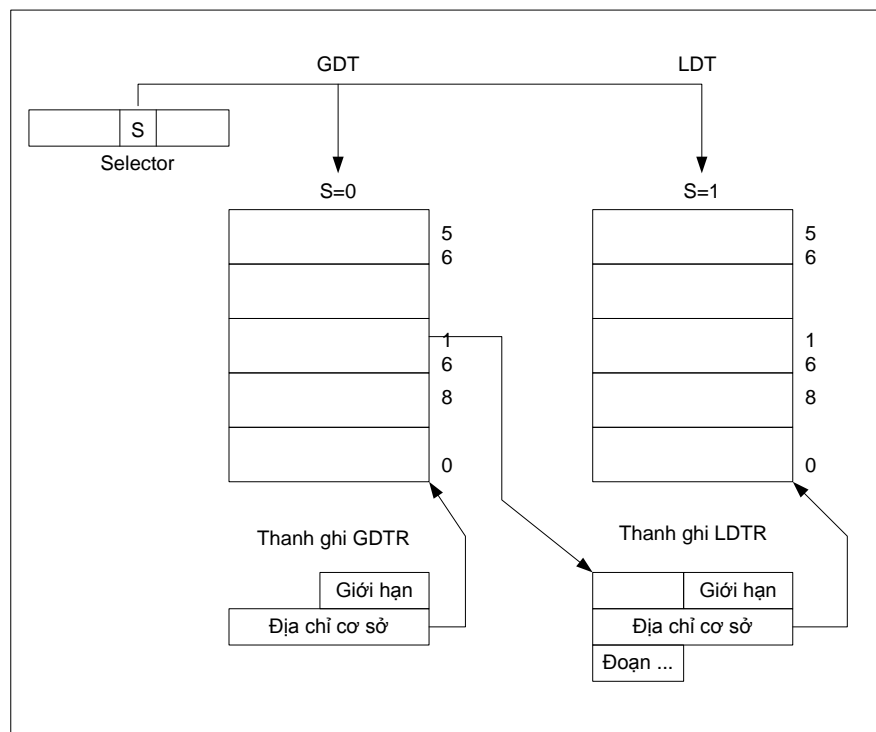 GDT
LDT
S
Selector
S=0
S=1
5
6
1
6
8
0
5
6
1
6
8
0
Thanh ghi GDTR
Thanh ghi LDTR
Giới hạn
Địa chỉ cơ sở
Giới hạn
Địa chỉ cơ sở
Đoạn ...